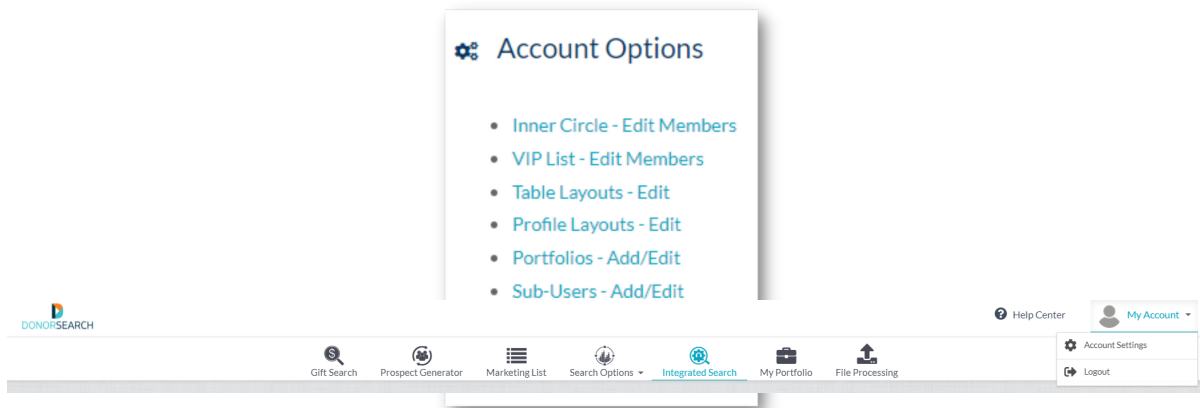 Account Options
Inner Circle - Edit Members
VIP List - Edit Members
Table Layouts - Edit
Profile Layouts - Edit
Portfolios - Add/Edit
Sub-Users - Add/Edit
DONORSEARCH
Help Center
My Account
Gift Search
Prospect Generator
Marketing List
Search Options
Integrated Search
My Portfolio
File Processing
Account Settings
Logout